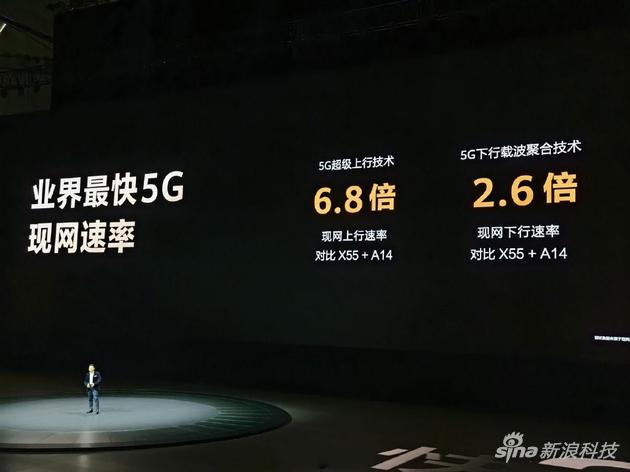 业界最快5G
现网速率
5G超级上行技术
6.8倍
现网上行速率
对比 X55 + A14
5G下行载波聚合技术
2.6倍
现网下行速率
对比 X55 + A14
sina新浪科技